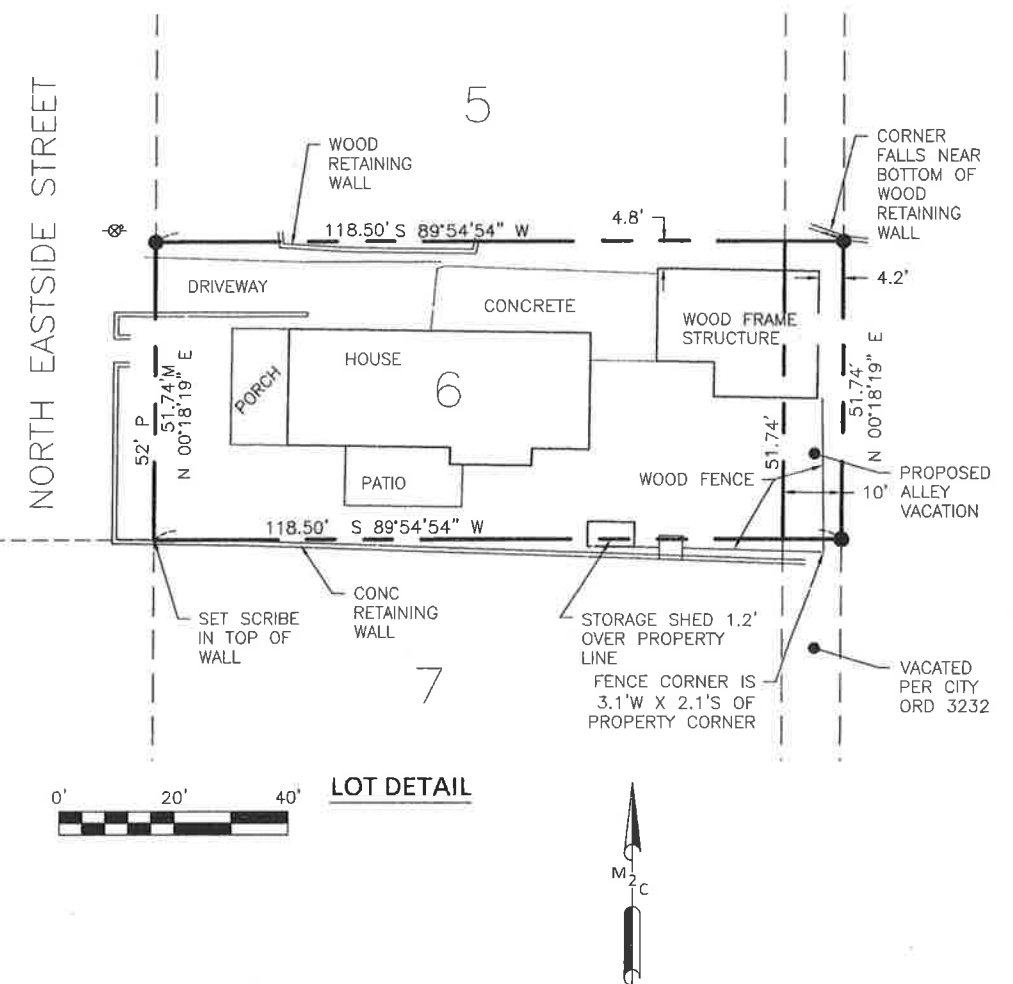 NORTH EASTSIDE STREET
5
WOOD
RETAINING
WALL
CORNER
FALLS NEAR
BOTTOM OF
WOOD
RETAINING
WALL
118.50' S 89°54'54" W
4.8'
4.2'
DRIVEWAY
CONCRETE
WOOD FRAME
STRUCTURE
HOUSE
6
PORCH
52' P
51.74'M
N 00°18'19" E
51.74'
51.74'
N 00°18'19" E
PATIO
WOOD FENCE
10'
PROPOSED
ALLEY
VACATION
118.50' S 89°54'54" W
SET SCRIBE
IN TOP OF
WALL
CONC
RETAINING
WALL
STORAGE SHED 1.2'
OVER PROPERTY
LINE
FENCE CORNER IS
3.1'W X 2.1'S OF
PROPERTY CORNER
VACATED
PER CITY
ORD 3232
7
0' 20' 40'
LOT DETAIL
M2C